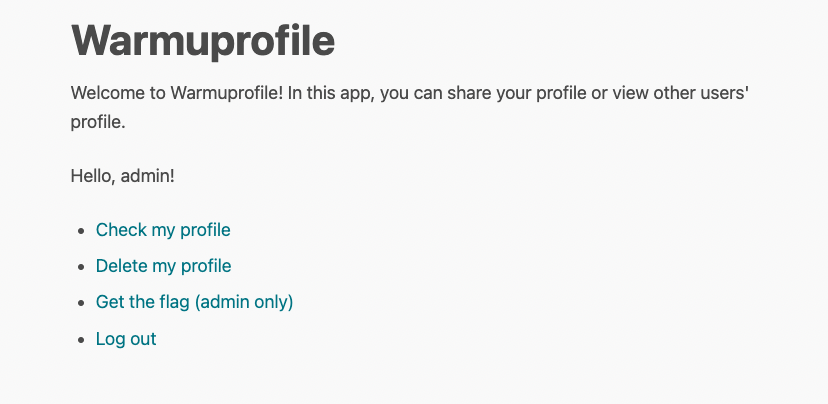 Warmuprofile
Welcome to Warmuprofile! In this app, you can share your profile or view other users'
profile.
Hello, admin!
Check my profile
Delete my profile
Get the flag (admin only)
Log out